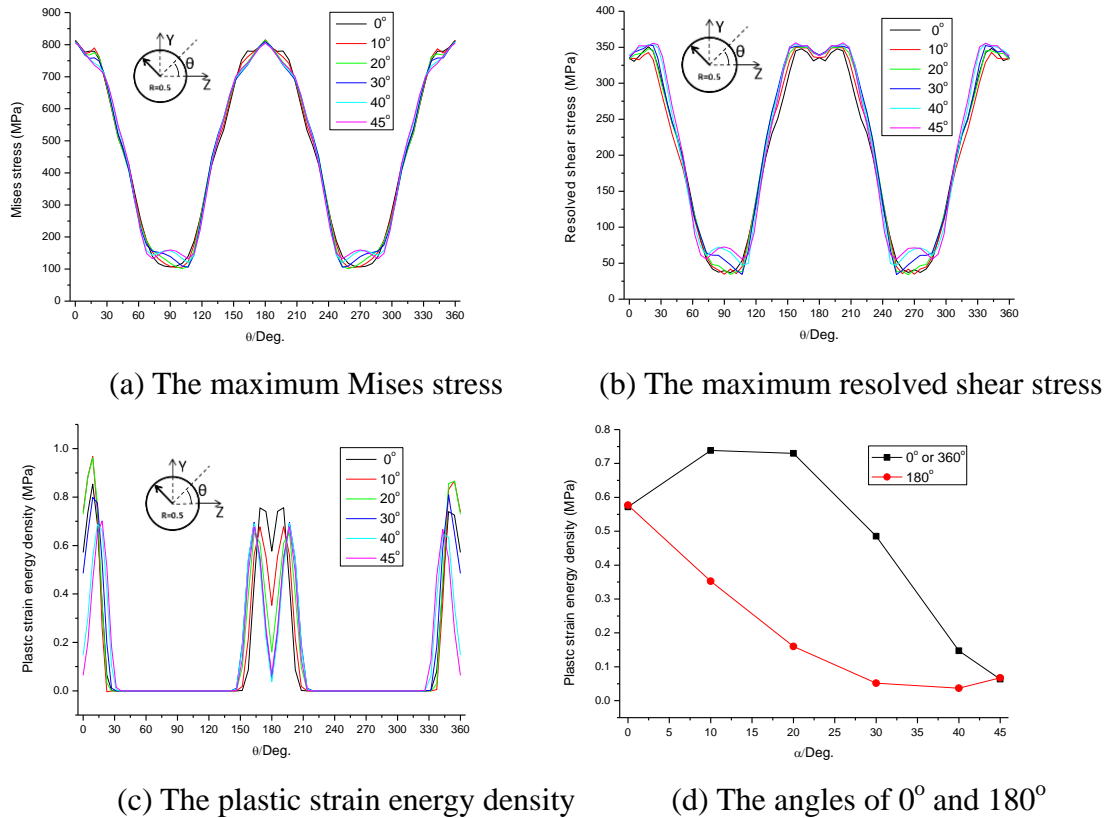 900
800
700
600
500
400
300
200
100
0
Mises stress (MPa)
Y
θ
Z
R=0.5
0°
10°
20°
30°
40°
45°
0 30 60 90 120 150 180 210 240 270 300 330 360
θ/Deg.
(a) The maximum Mises stress
400
350
300
250
200
150
100
50
0
Resolved shear stress (MPa)
Y
θ
Z
R=0.5
0°
10°
20°
30°
40°
45°
0 30 60 90 120 150 180 210 240 270 300 330 360
θ/Deg.
(b) The maximum resolved shear stress
1.0
0.8
0.6
0.4
0.2
0.0
Plastc strain energy density (MPa)
Y
θ
Z
R=0.5
0°
10°
20°
30°
40°
45°
0 30 60 90 120 150 180 210 240 270 300 330 360
θ/Deg.
(c) The plastic strain energy density
0.8
0.7
0.6
0.5
0.4
0.3
0.2
0.1
0.0
Plastc strain energy density (MPa)
0° or 360°
180°
0 5 10 15 20 25 30 35 40 45
α/Deg.
(d) The angles of 0° and 180°